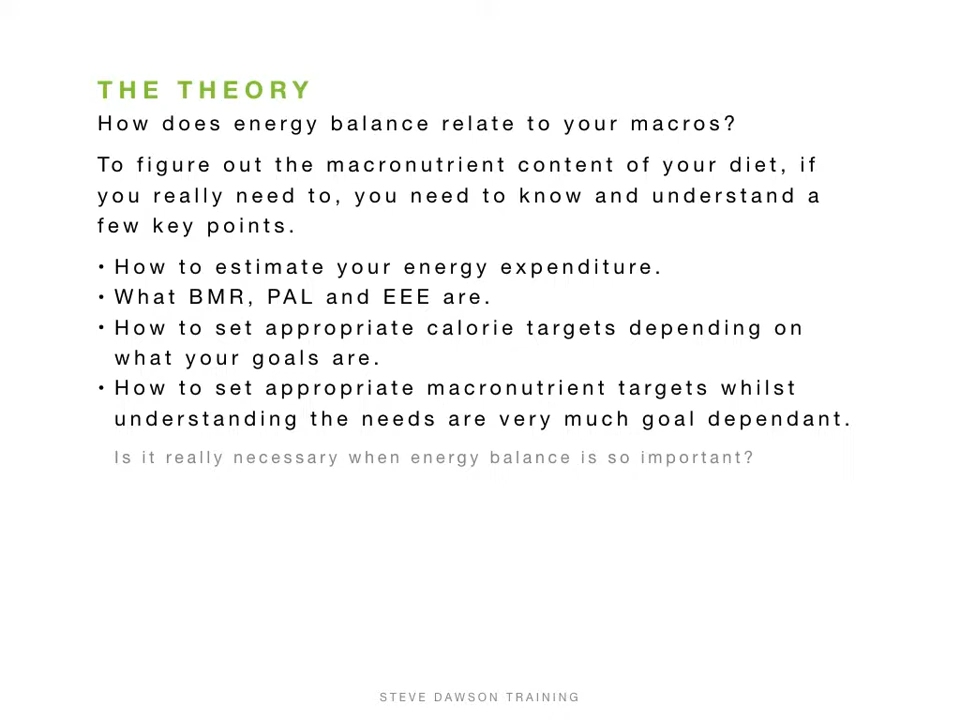 THE THEORY
How does energy balance relate to your macros?
To figure out the macronutrient content of your diet, if
you really need to, you need to know and understand a
few key points.
• How to estimate your energy expenditure.
• What BMR, PAL and EEE are.
• How to set appropriate calorie targets depending on
what your goals are.
• How to set appropriate macronutrient targets whilst
understanding the needs are very much goal dependant.
Is it really necessary when energy balance is so important?
STEVE DAWSON TRAINING